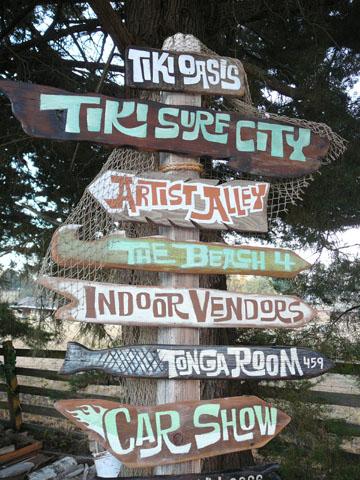 TIKI OASIS
TIKI SURF CITY
ARTIST ALLEY
THE BEACH 4
INDOOR VENDORS
TONGA ROOM 459
CAR SHOW